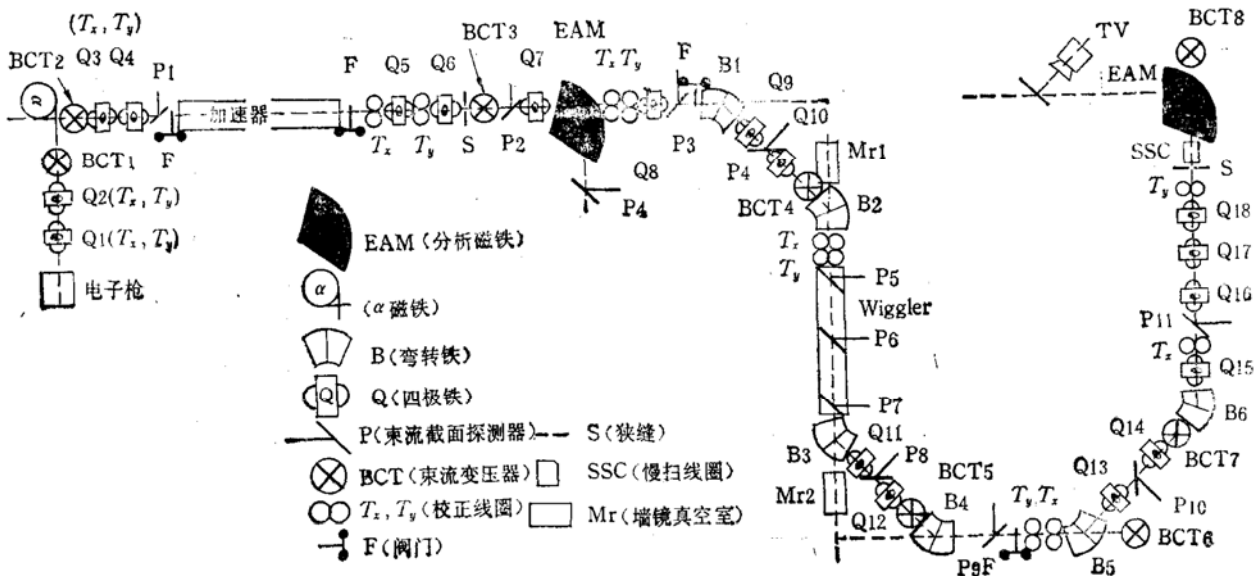 (Tx, Ty)
BCT2
Q3
Q4
P1
F
加速器
F
Q5
Q6
BCT3
Q7
EAM
Tx Ty
F
B1
Q9
Q10
TV
BCT8
EAM
α
BCT1
F
Tx
Ty
S
P2
P3
P4
Mr1
SSC
S
Q2(Tx, Ty)
Q8
P4
BCT4
B2
Ty
Q18
Q1(Tx, Ty)
EAM(分析磁铁)
Tx
Ty
Q17
电子枪
P5
Wiggler
Q16
α
(α磁铁)
P6
P11
Tx
B(弯转铁)
Q15
Q
Q(四极铁)
P7
B6
P(束流截面探测器)
S(狭缝)
B3
Q11
P8
Q14
BCT(束流变压器)
SSC(慢扫线圈)
BCT5
Q13
BCT7
Mr2
B4
Tx, Ty(校正线圈)
Mr(墙镜真空室)
Q12
Ty, Tx
P10
F(阀门)
P9F
B5
BCT6